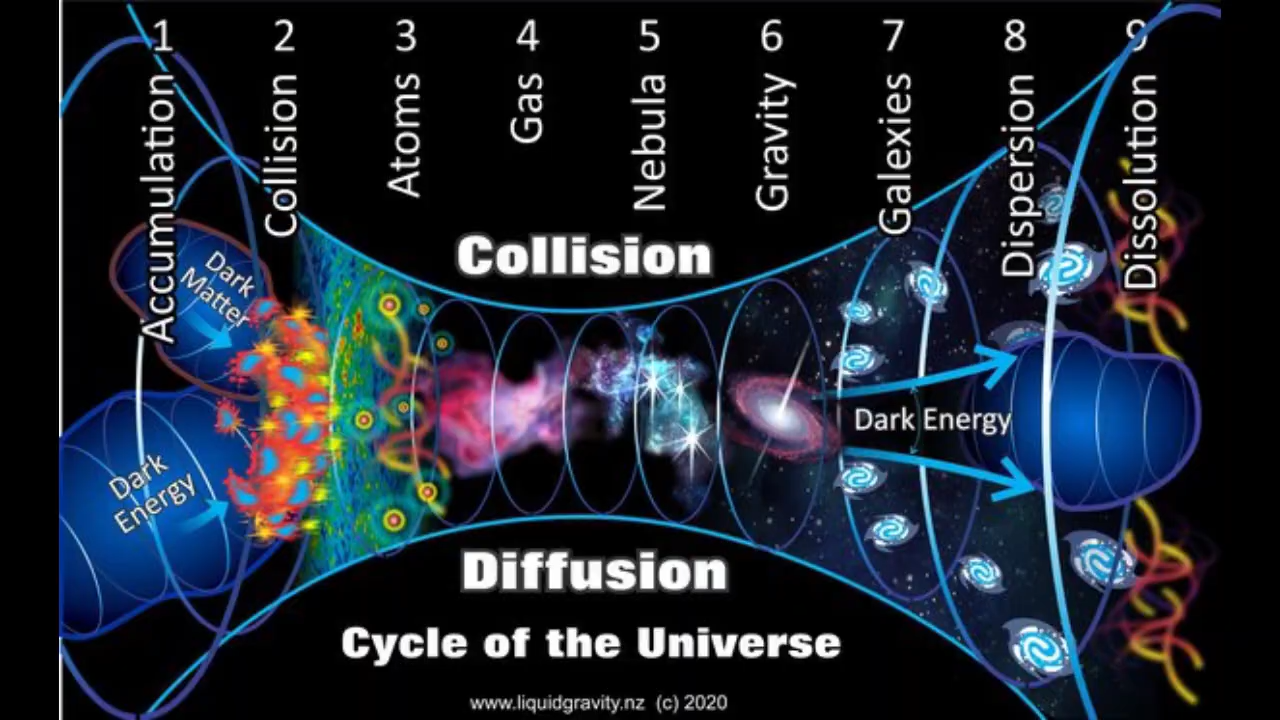 1 2 3 4 5 6 7 8 9
Accumulation
Collision
Atoms
Gas
Nebula
Gravity
Galexies
Dispersion
Dissolution
Collision
Dark
Matter
Dark Energy
Dark
Energy
Diffusion
Cycle of the Universe
www.liquidgravity.nz (c) 2020